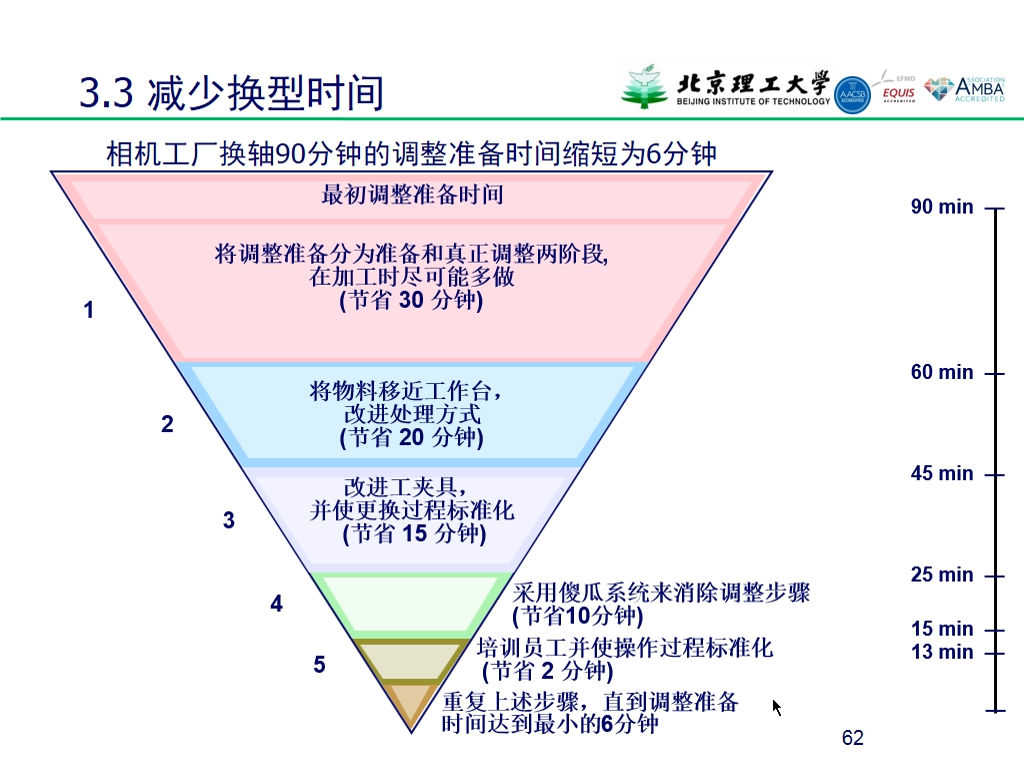 3.3 减少换型时间
北京理工大学
BEIJING INSTITUTE OF TECHNOLOGY
AACSB
ACCREDITED
EFMD
EQUIS
ACCREDITED
ASSOCIATION
AMBA
ACCREDITED
相机工厂换轴90分钟的调整准备时间缩短为6分钟
最初调整准备时间
90 min
将调整准备分为准备和真正调整两阶段,
在加工时尽可能多做
(节省 30 分钟)
1
60 min
将物料移近工作台，
改进处理方式
(节省 20 分钟)
2
45 min
改进工夹具，
并使更换过程标准化
(节省 15 分钟)
3
25 min
4
采用傻瓜系统来消除调整步骤
(节省10分钟)
15 min
5
培训员工并使操作过程标准化
(节省 2 分钟)
13 min
重复上述步骤，直到调整准备
时间达到最小的6分钟
62